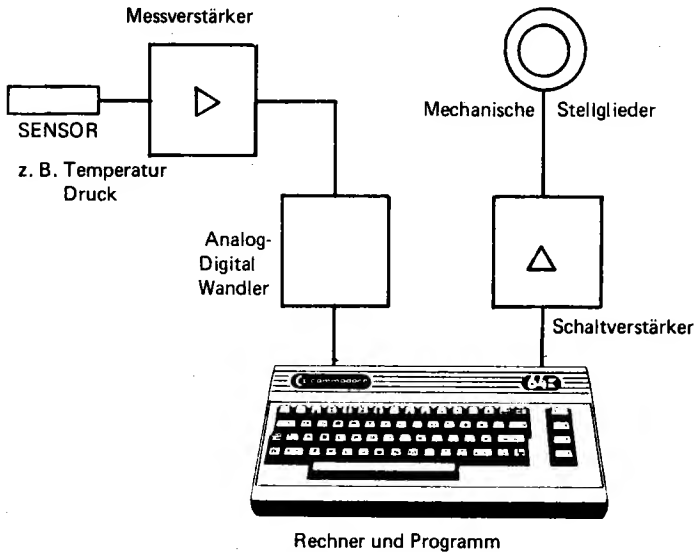 Messverstärker
SENSOR
z. B. Temperatur
Druck
Mechanische Stellglieder
Analog-
Digital
Wandler
Schaltverstärker
commodore
64
Rechner und Programm